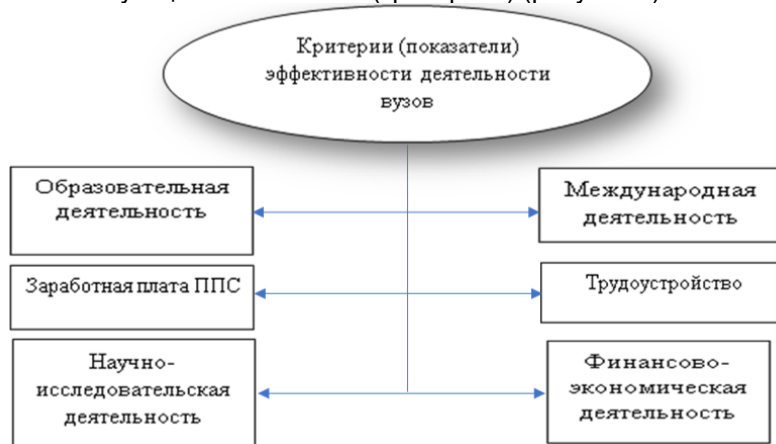 Критерии (показатели)
эффективности деятельности
вузов
Образовательная
деятельность
Международная
деятельность
Заработная плата ППС
Трудоустройство
Научно-
исследовательская
деятельность
Финансово-
экономическая
деятельность